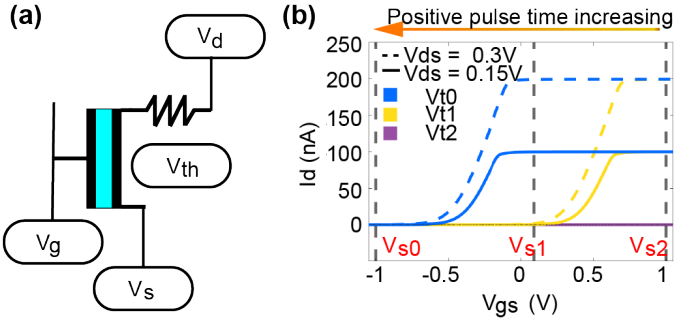 (a)
Vd
Vth
Vg
Vs
(b)
Positive pulse time increasing
250
200
150
100
50
0
Id (nA)
Vds = 0.3V
Vds = 0.15V
Vt0
Vt1
Vt2
Vs0
Vs1
Vs2
-1
-0.5
0
0.5
1
Vgs (V)